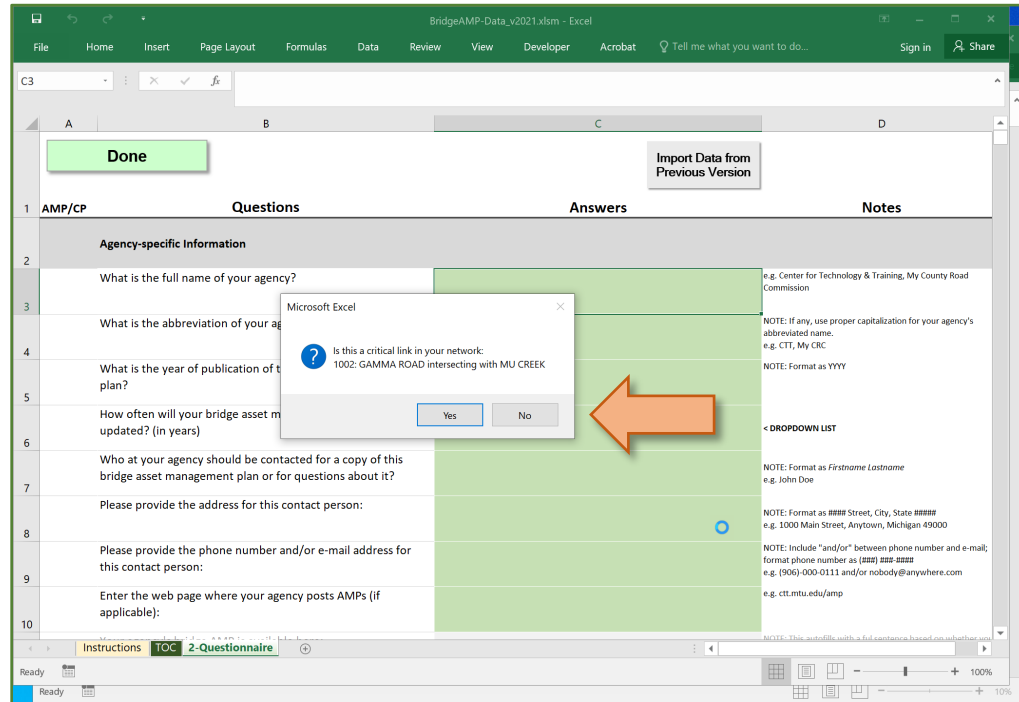 BridgeAMP-Data_v2021.xlsm - Excel
File Home Insert Page Layout Formulas Data Review View Developer Acrobat Tell me what you want to do... Sign in Share
C3 fx
A B C D
Done
Import Data from
Previous Version
1 AMP/CP Questions Answers Notes
2 Agency-specific Information
3 What is the full name of your agency?
e.g. Center for Technology & Training, My County Road
Commission
4 What is the abbreviation of your ag
NOTE: If any, use proper capitalization for your agency's
abbreviated name.
e.g. CTT, My CRC
5 What is the year of publication of t
plan?
NOTE: Format as YYYY
6 How often will your bridge asset m
updated? (in years)
< DROPDOWN LIST
7 Who at your agency should be contacted for a copy of this
bridge asset management plan or for questions about it?
NOTE: Format as Firstname Lastname
e.g. John Doe
8 Please provide the address for this contact person:
NOTE: Format as #### Street, City, State #####
e.g. 1000 Main Street, Anytown, Michigan 49000
9 Please provide the phone number and/or e-mail address for
this contact person:
NOTE: Include "and/or" between phone number and e-mail;
format phone number as (###) ###-####
e.g. (906)-000-0111 and/or nobody@anywhere.com
10 Enter the web page where your agency posts AMPs (if
applicable):
e.g. ctt.mtu.edu/amp
Microsoft Excel
Is this a critical link in your network:
1002: GAMMA ROAD intersecting with MU CREEK
Yes No
NOTE: This autofills with a ful sentence based on whether you
Instructions TOC 2-Questionnaire
Ready 100%
Ready 10%